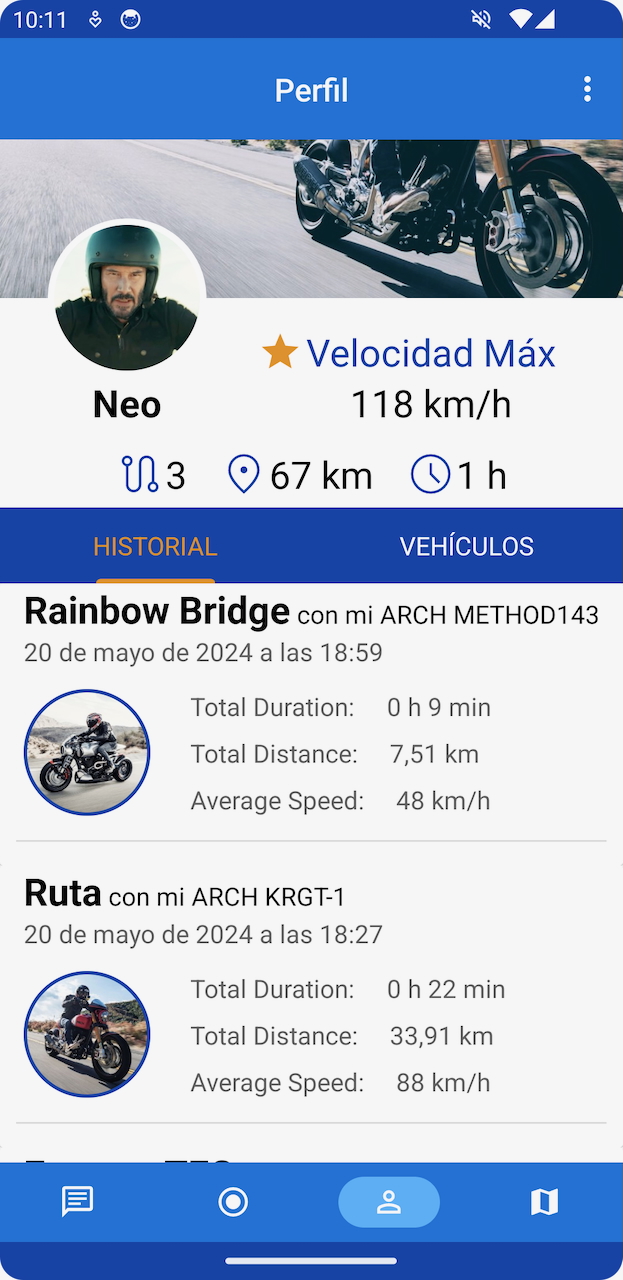 10:11
Perfil
Velocidad Máx
Neo
118 km/h
3 67 km 1 h
HISTORIAL VEHÍCULOS
Rainbow Bridge con mi ARCH METHOD143
20 de mayo de 2024 a las 18:59
Total Duration: 0 h 9 min
Total Distance: 7,51 km
Average Speed: 48 km/h
Ruta con mi ARCH KRGT-1
20 de mayo de 2024 a las 18:27
Total Duration: 0 h 22 min
Total Distance: 33,91 km
Average Speed: 88 km/h